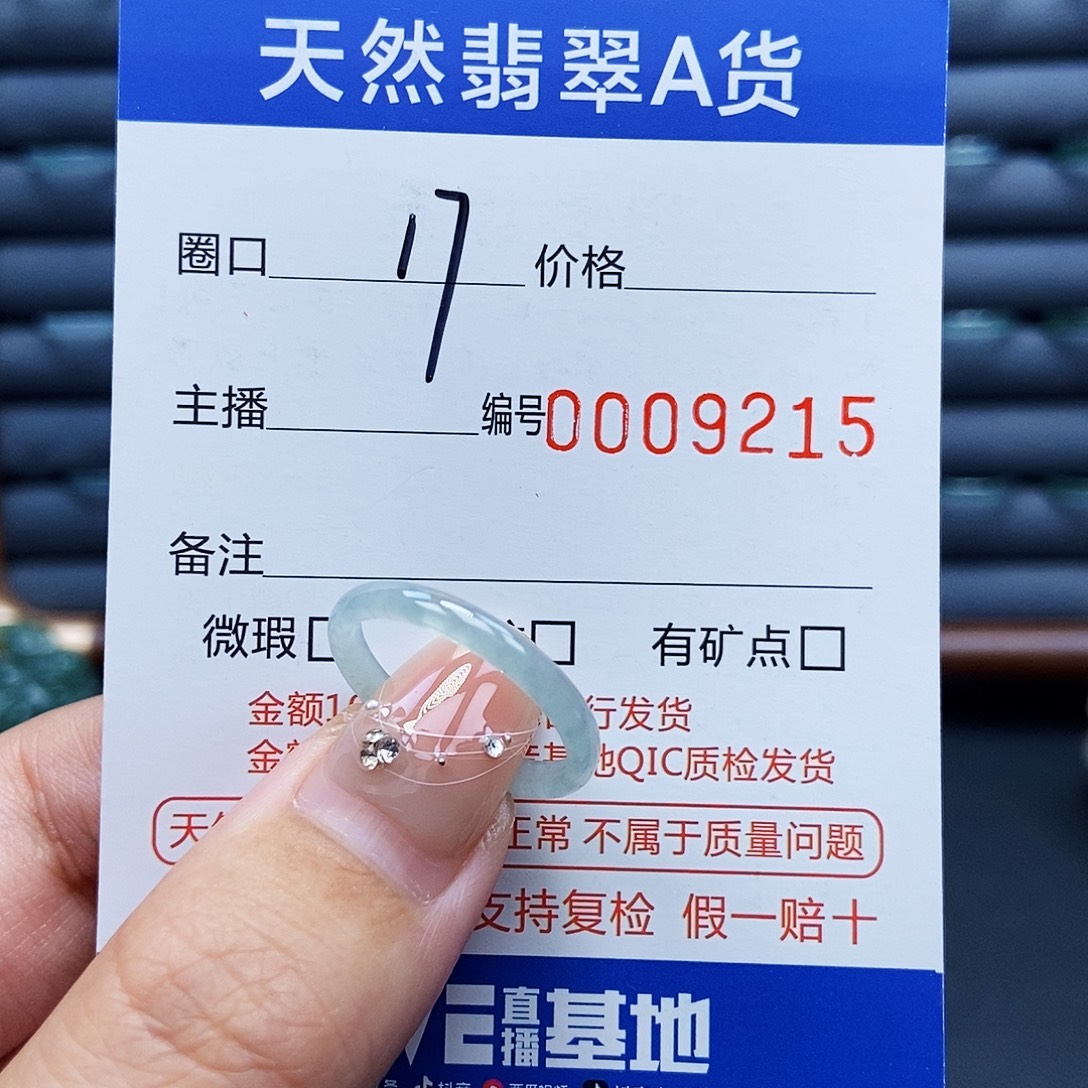 天然翡翠A货
圈口 17 价格
主播 编号0009215
备注
微瑕□ □ 有矿点□
金额1 行发货
基地QIC质检发货
正常 不属于质量问题
支持复检 假一赔十
直播基地
抖音